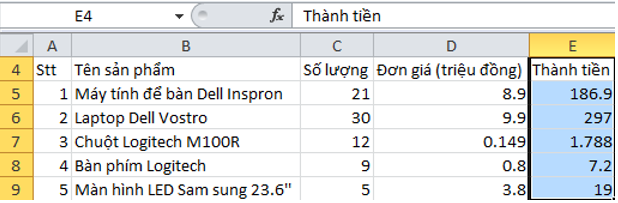 E4 fx Thành tiền
A B C D E
4 Stt Tên sản phẩm Số lượng Đơn giá (triệu đồng) Thành tiền
5 1 Máy tính để bàn Dell Inspron 21 8.9 186.9
6 2 Laptop Dell Vostro 30 9.9 297
7 3 Chuột Logitech M100R 12 0.149 1.788
8 4 Bàn phím Logitech 9 0.8 7.2
9 5 Màn hình LED Sam sung 23.6" 5 3.8 19